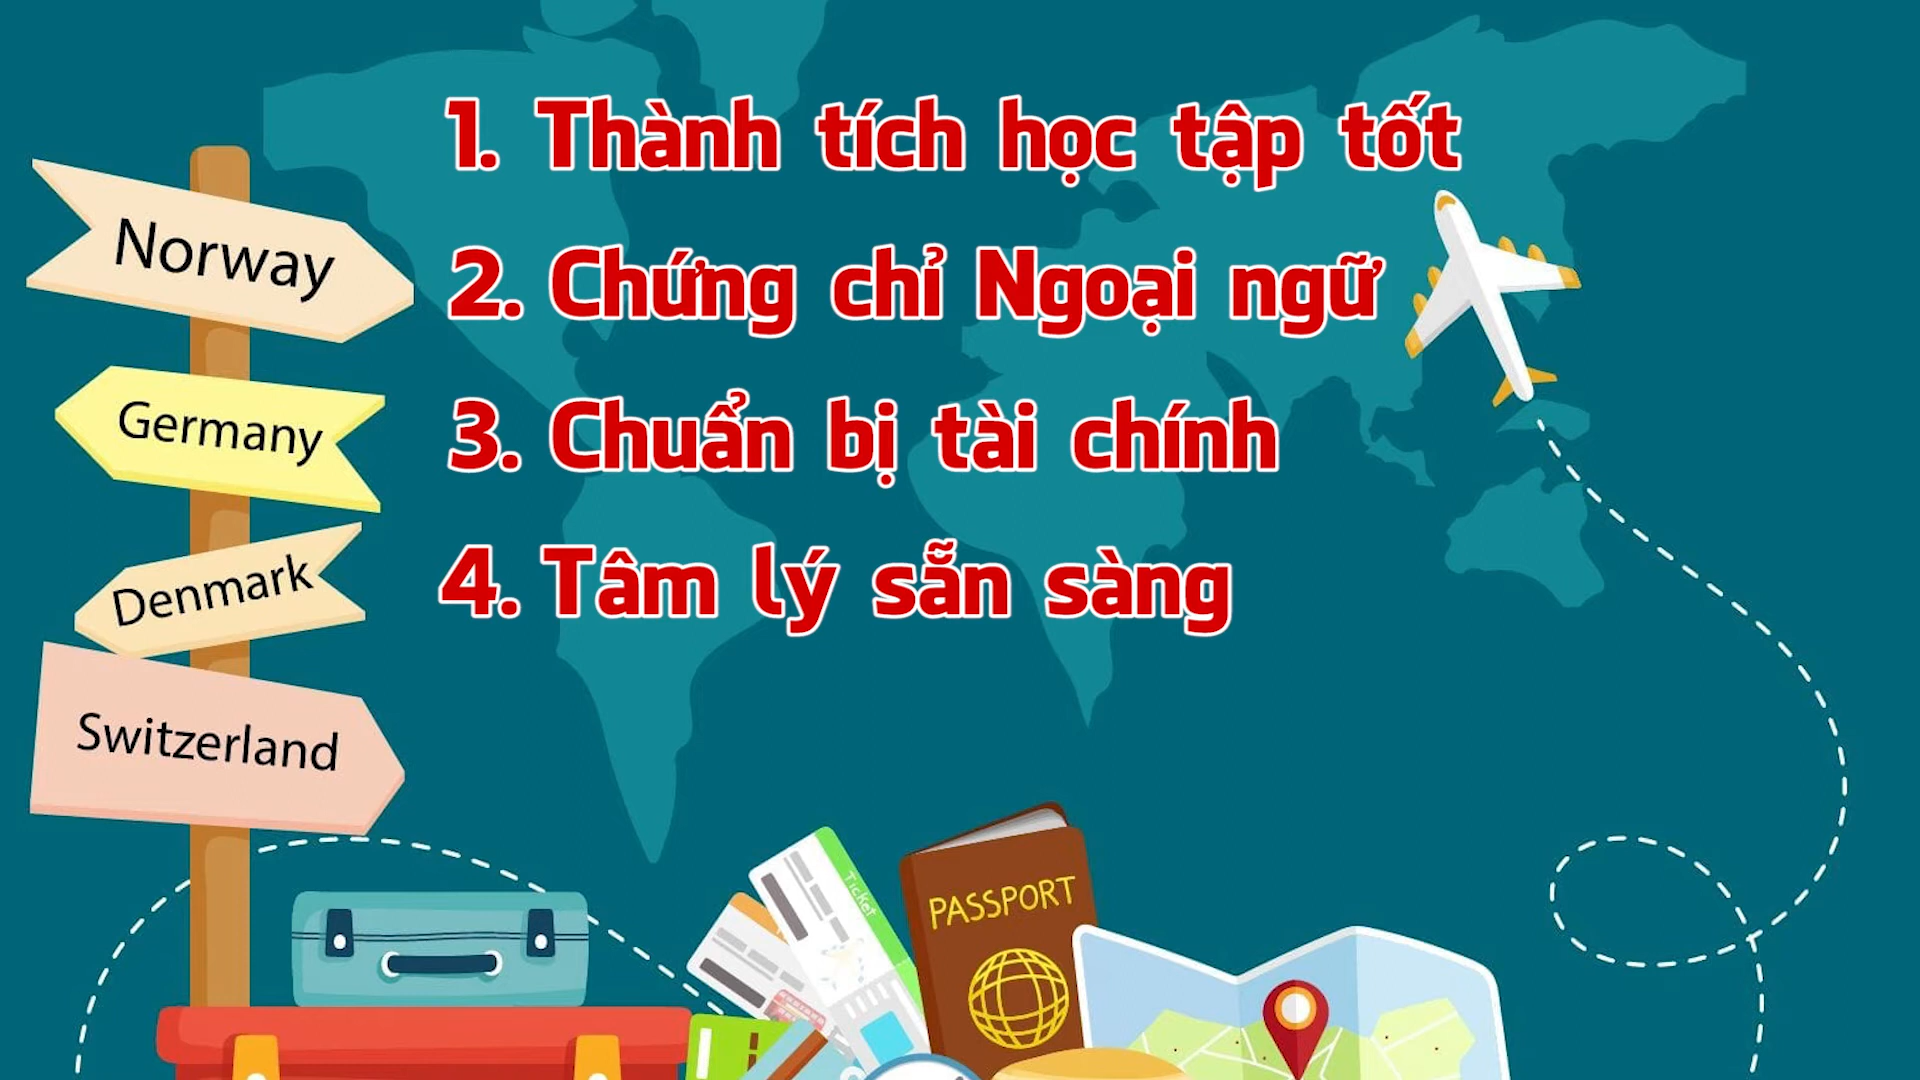 1. Thành tích học tập tốt
2. Chứng chỉ Ngoại ngữ
3. Chuẩn bị tài chính
4. Tâm lý sẵn sàng
Norway
Germany
Denmark
Switzerland
Ticket
PASSPORT